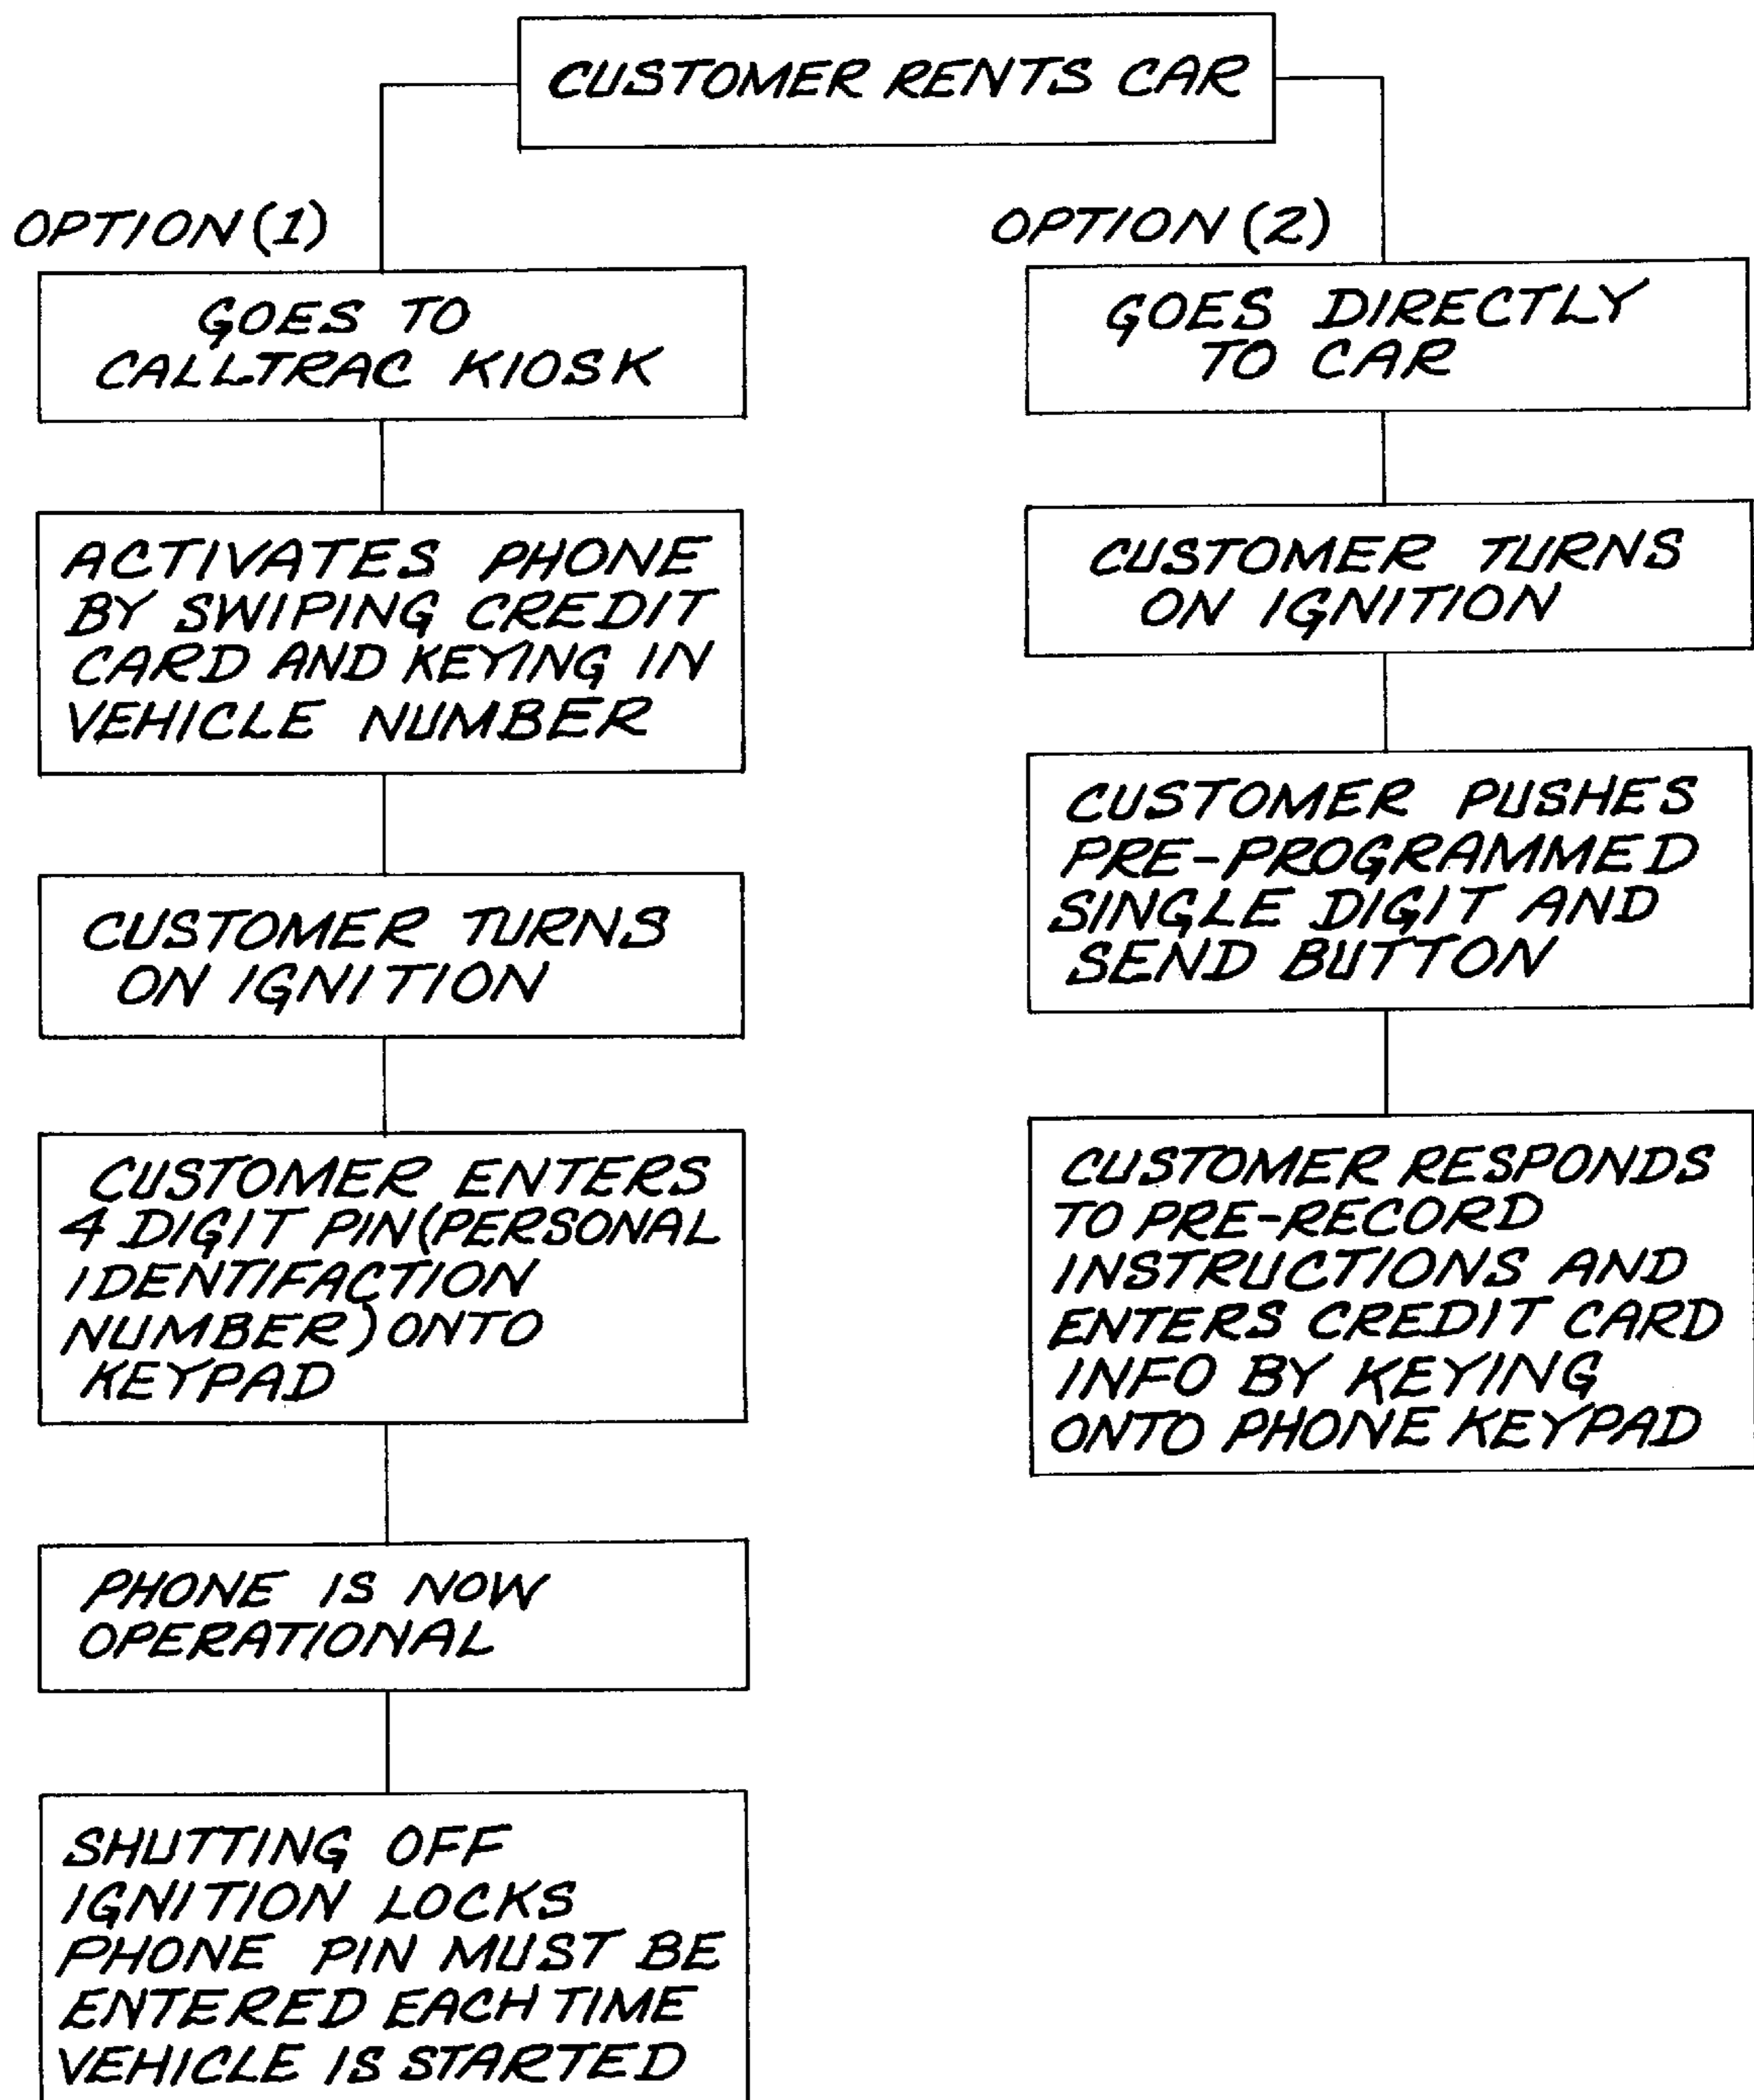 CUSTOMER RENTS CAR
OPTION (1)
GOES TO
CALLTRAC KIOSK
ACTIVATES PHONE
BY SWIPING CREDIT
CARD AND KEYING IN
VEHICLE NUMBER
CUSTOMER TURNS
ON IGNITION
CUSTOMER ENTERS
4 DIGIT PIN (PERSONAL
IDENTIFACTION
NUMBER) ONTO
KEYPAD
PHONE IS NOW
OPERATIONAL
SHUTTING OFF
IGNITION LOCKS
PHONE PIN MUST BE
ENTERED EACH TIME
VEHICLE IS STARTED
OPTION (2)
GOES DIRECTLY
TO CAR
CUSTOMER TURNS
ON IGNITION
CUSTOMER PUSHES
PRE-PROGRAMMED
SINGLE DIGIT AND
SEND BUTTON
CUSTOMER RESPONDS
TO PRE-RECORD
INSTRUCTIONS AND
ENTERS CREDIT CARD
INFO BY KEYING
ONTO PHONE KEYPAD